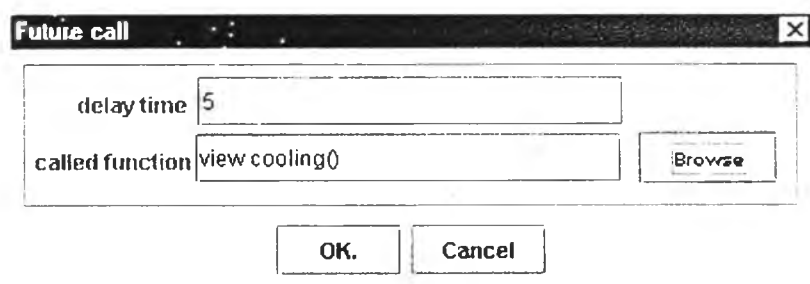 Future call
delay time 5
called function view cooling() Browse
OK. Cancel